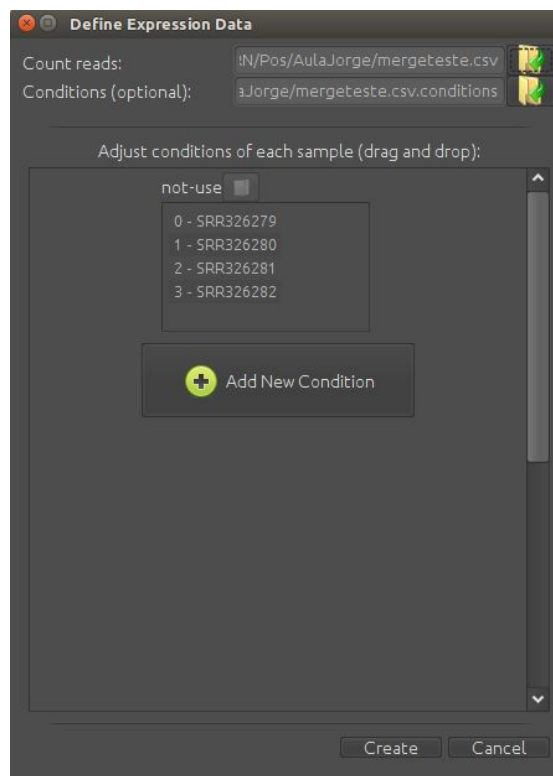 Define Expression Data
Count reads: !N/Pos/AulaJorge/mergeteste.csv
Conditions (optional): aJorge/mergeteste.csv.conditions
Adjust conditions of each sample (drag and drop):
not-use
0 - SRR326279
1 - SRR326280
2 - SRR326281
3 - SRR326282
Add New Condition
Create Cancel